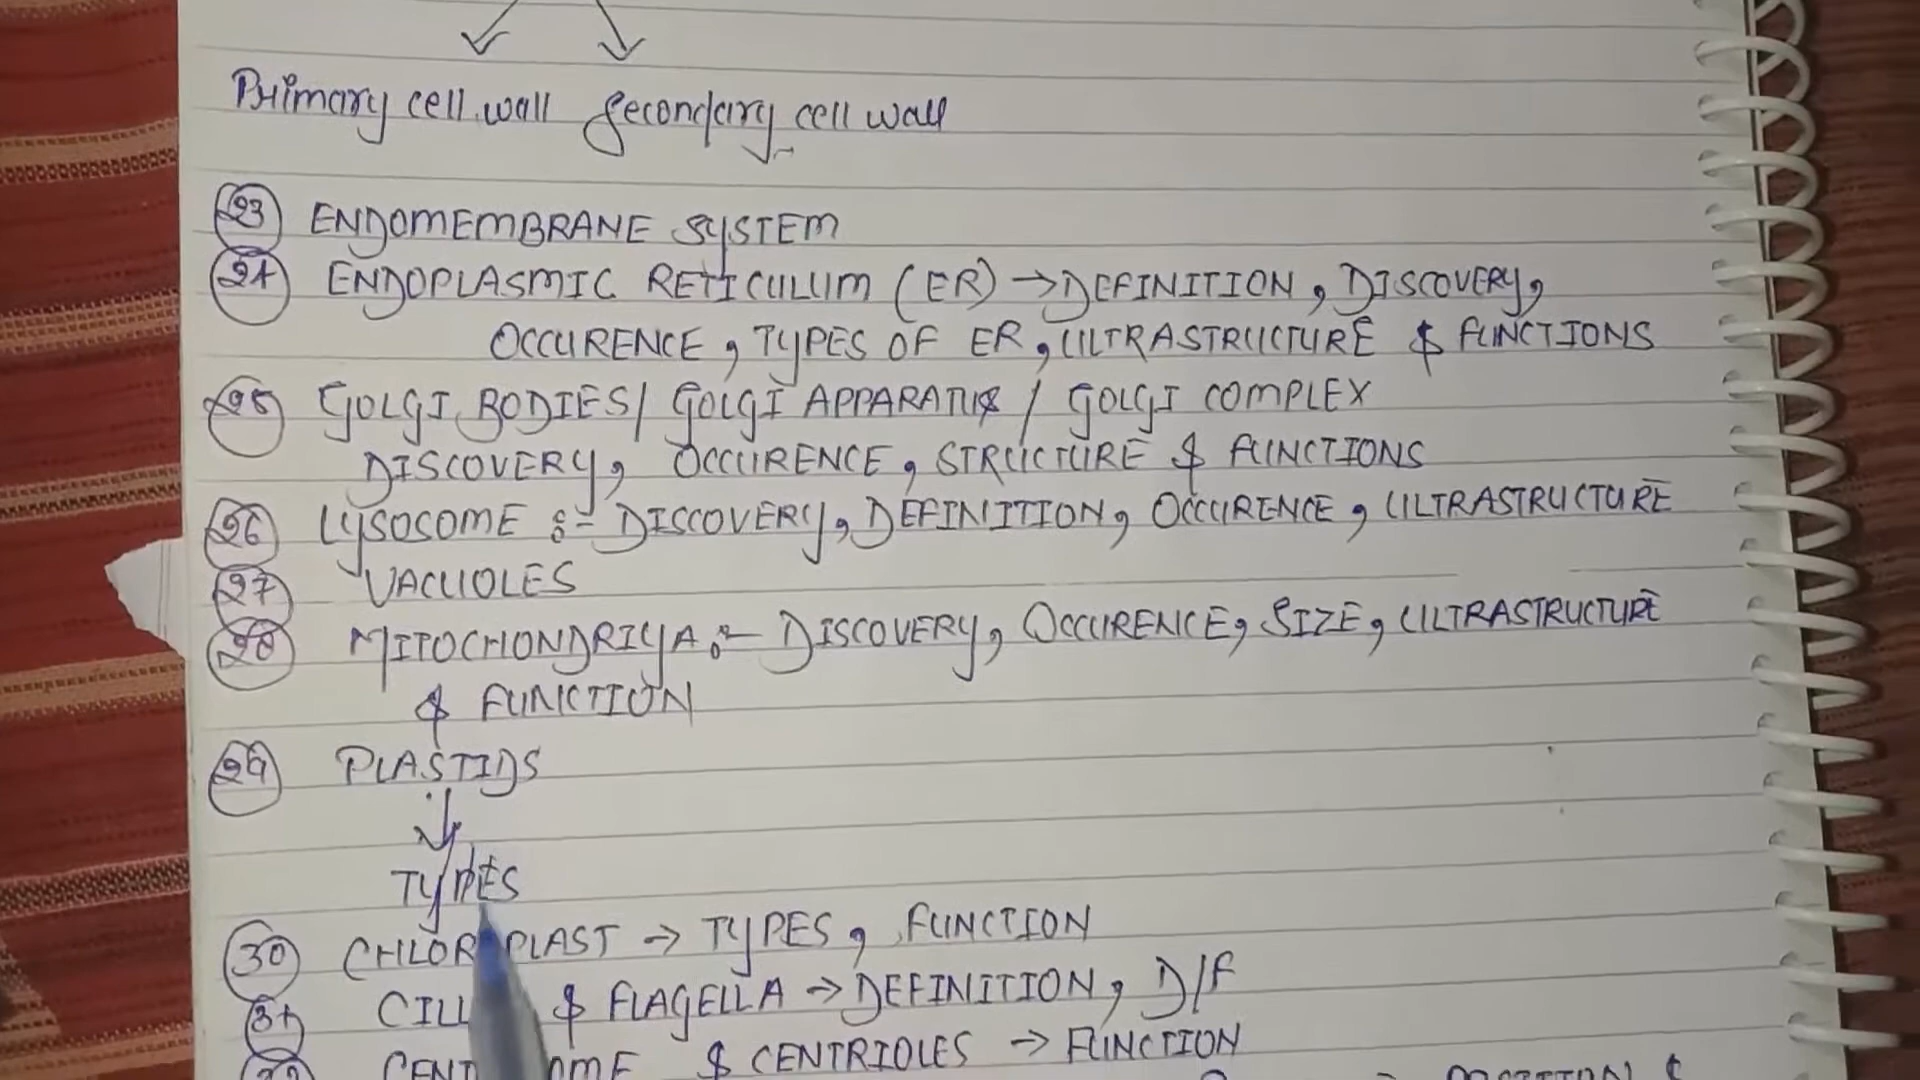 Primary cell wall Secondary cell wall
23 ENDOMEMBRANE SYSTEM
24 ENDOPLASMIC RETICULUM (ER) → DEFINITION, DISCOVERY,
OCCURENCE, TYPES OF ER, ULTRASTRUCTURE & FUNCTIONS
25 GOLGI BODIES / GOLGI APPARATUS / GOLGI COMPLEX
DISCOVERY, OCCURENCE, STRUCTURE & FUNCTIONS
26 LYSOSOME :- DISCOVERY, DEFINITION, OCCURENCE, ULTRASTRUCTURE
27 VACUOLES
28 MITOCHONDRIYA :- DISCOVERY, OCCURENCE, SIZE, ULTRASTRUCTURE
& FUNCTION
29 PLASTIDS
TYPES
30 CHLOROPLAST → TYPES, FUNCTION
31 & FLAGELLA → DEFINITION, D/F
& CENTRIOLES → FUNCTION